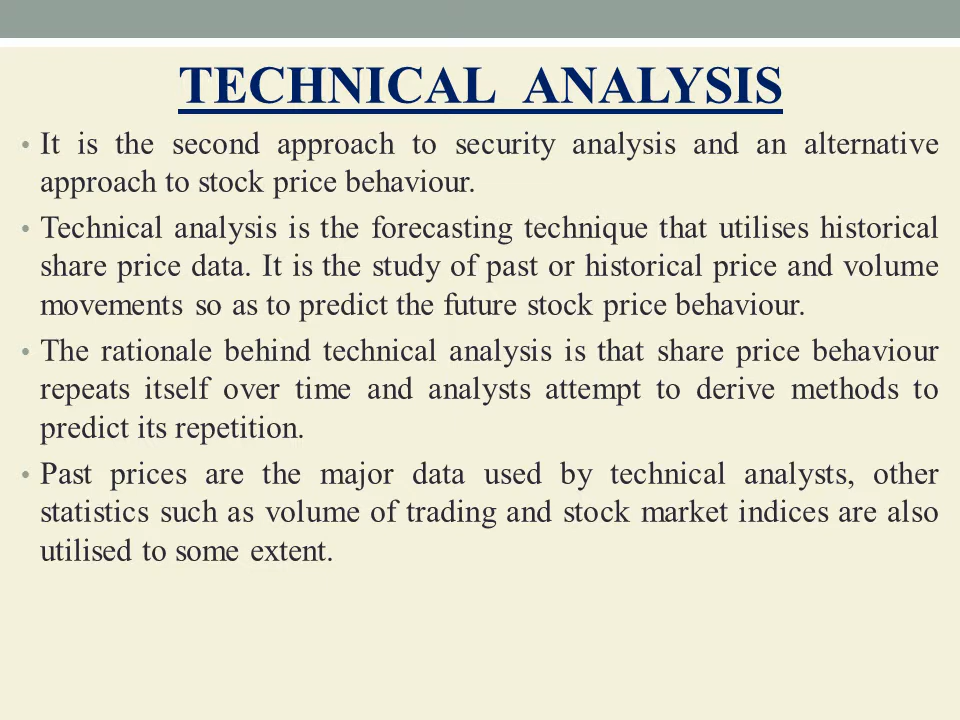 TECHNICAL ANALYSIS
• It is the second approach to security analysis and an alternative
approach to stock price behaviour.
• Technical analysis is the forecasting technique that utilises historical
share price data. It is the study of past or historical price and volume
movements so as to predict the future stock price behaviour.
• The rationale behind technical analysis is that share price behaviour
repeats itself over time and analysts attempt to derive methods to
predict its repetition.
• Past prices are the major data used by technical analysts, other
statistics such as volume of trading and stock market indices are also
utilised to some extent.